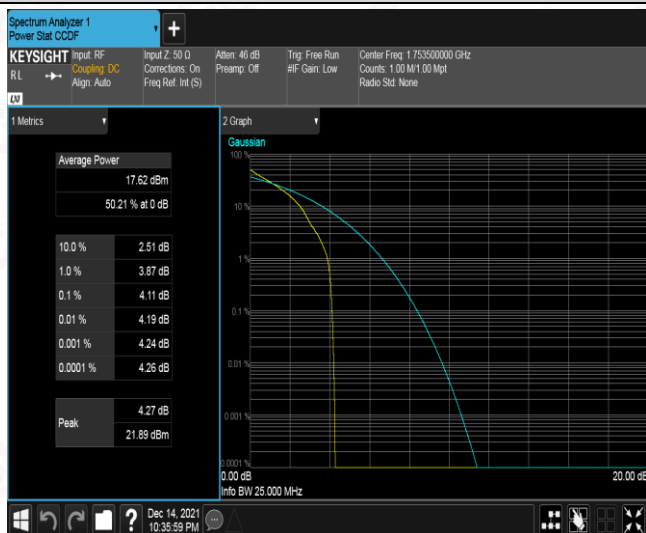 Spectrum Analyzer 1
Power Stat CCDF
+
KEYSIGHT
RL
LXI
Input: RF
Coupling: DC
Align: Auto
Input Z: 50 Ω
Corrections: On
Freq Ref: Int (S)
Atten: 46 dB
Preamp: Off
Trig: Free Run
#IF Gain: Low
Center Freq: 1.753500000 GHz
Counts: 1.00 M/1.00 Mpt
Radio Std: None
1 Metrics
Average Power
17.62 dBm
50.21 % at 0 dB
10.0 % 2.51 dB
1.0 % 3.87 dB
0.1 % 4.11 dB
0.01 % 4.19 dB
0.001 % 4.24 dB
0.0001 % 4.26 dB
Peak
4.27 dB
21.89 dBm
2 Graph
Gaussian
100 %
10 %
1 %
0.1 %
0.01 %
0.001 %
0.0001 %
0.00 dB 20.00 dB
Info BW 25.000 MHz
?
Dec 14, 2021
10:35:59 PM